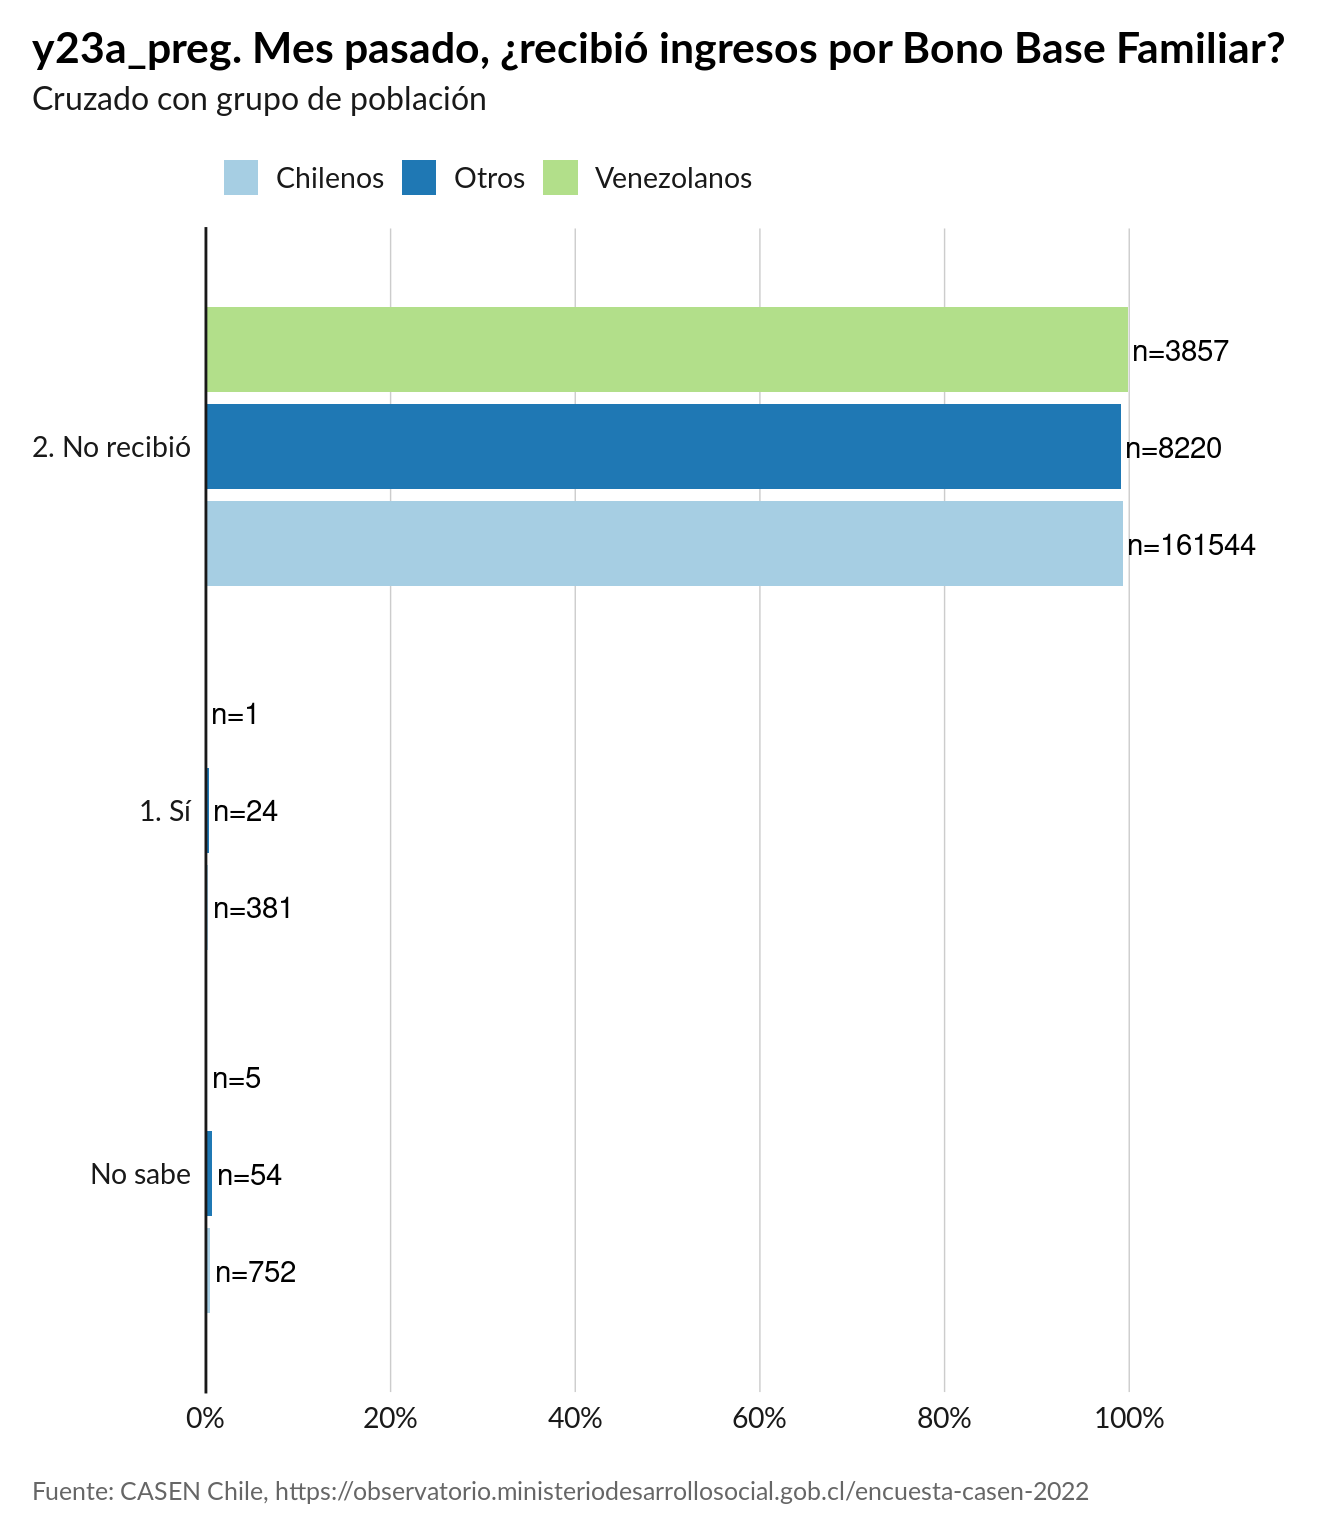 y23a_preg. Mes pasado, ¿recibió ingresos por Bono Base Familiar?
Cruzado con grupo de población
Chilenos Otros Venezolanos
n=3857
2. No recibió n=8220
n=161544
n=1
1. Sí n=24
n=381
n=5
No sabe n=54
n=752
0% 20% 40% 60% 80% 100%
Fuente: CASEN Chile, https://observatorio.ministeriodesarrollosocial.gob.cl/encuesta-casen-2022